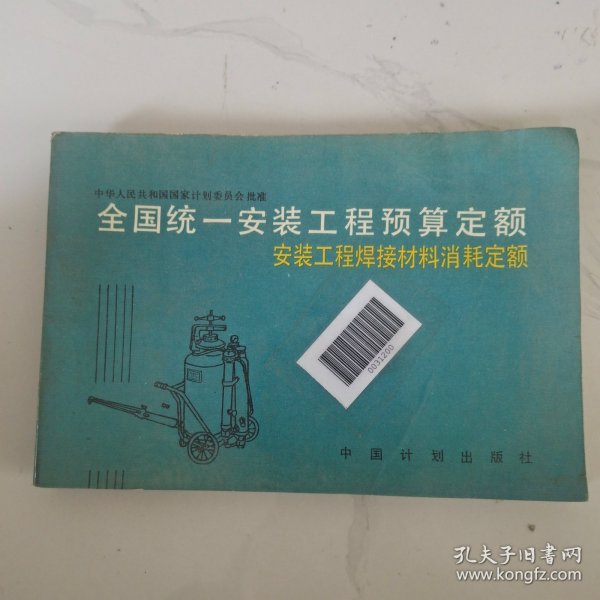 中华人民共和国国家计划委员会 批准
全国统一安装工程预算定额
安装工程焊接材料消耗定额
0031200
中国计划出版社
孔夫子旧书网
www.kongfz.com